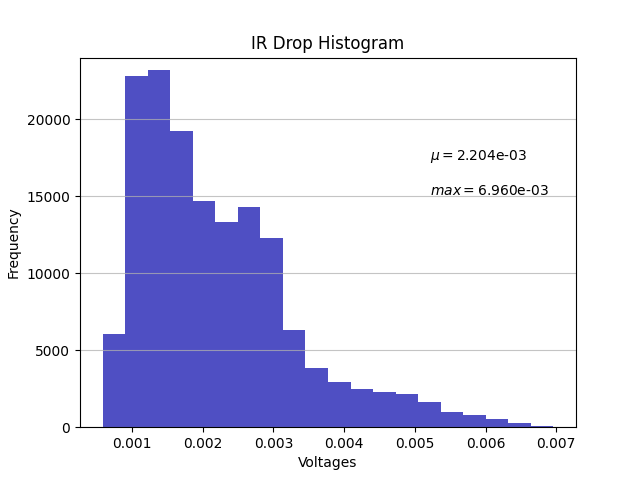 IR Drop Histogram
20000
15000
10000
5000
0
Frequency
μ = 2.204e-03
max = 6.960e-03
0.001 0.002 0.003 0.004 0.005 0.006 0.007
Voltages